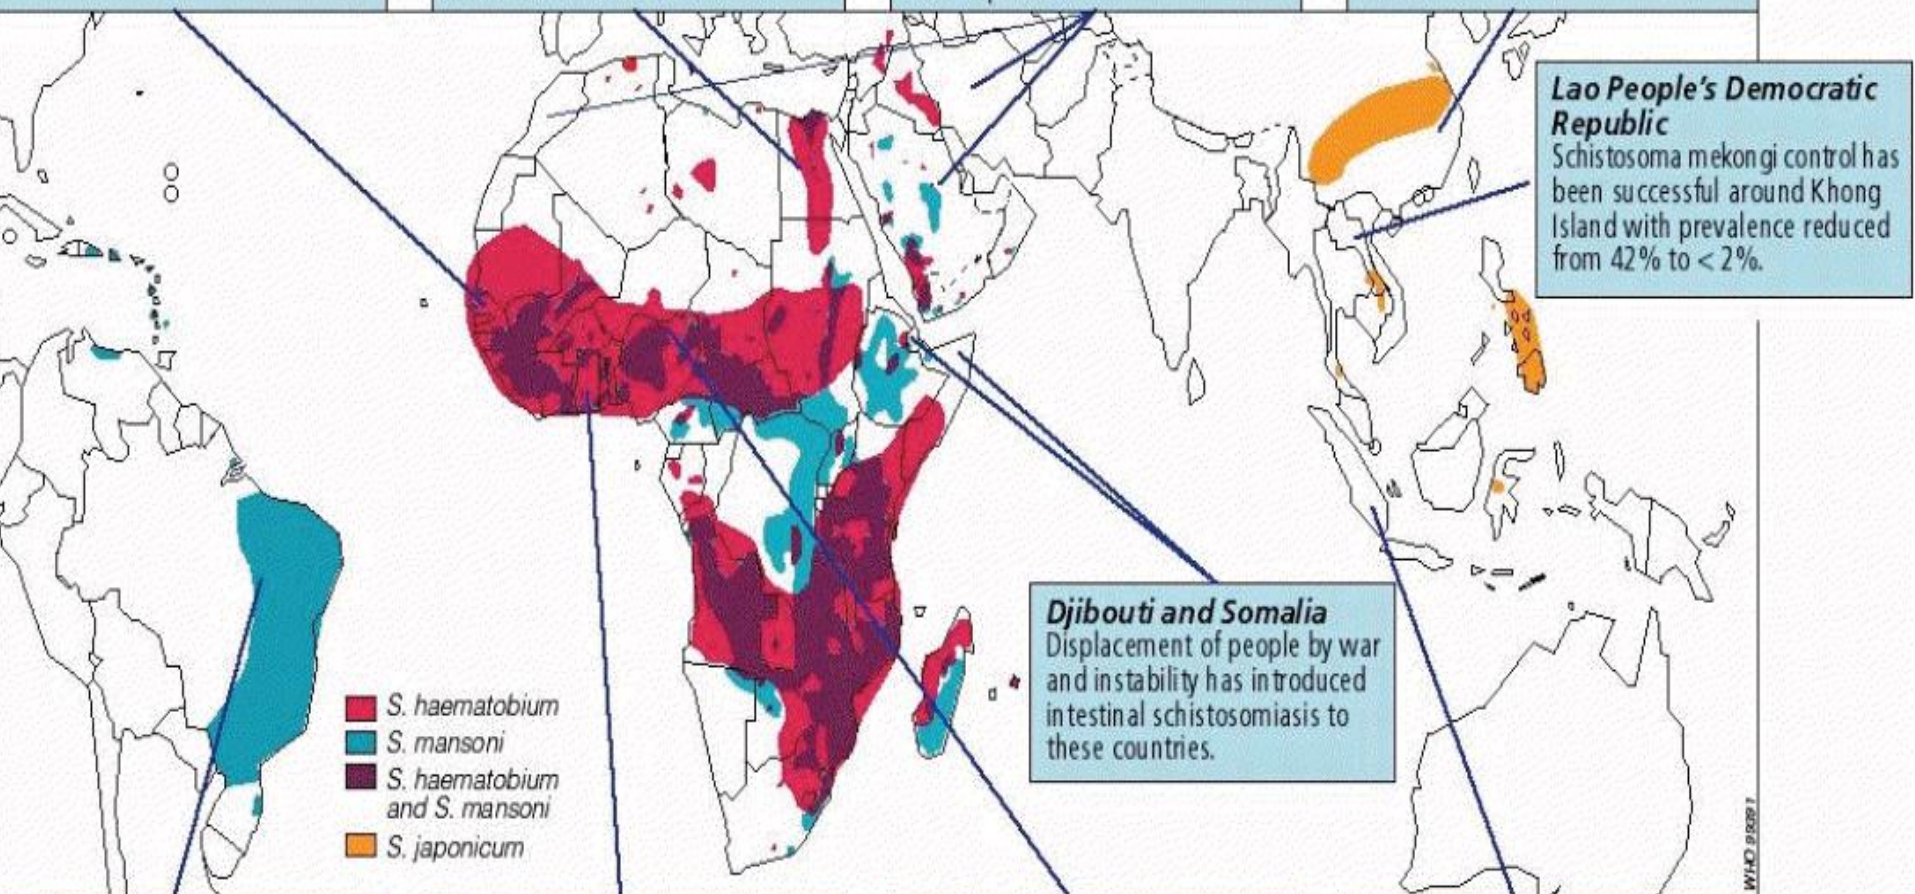 Lao People's Democratic
Republic
Schistosoma mekongi control has
been successful around Khong
Island with prevalence reduced
from 42% to < 2%.
Djibouti and Somalia
Displacement of people by war
and instability has introduced
intestinal schistosomiasis to
these countries.
S. haematobium
S. mansoni
S. haematobium
and S. mansoni
S. japonicum
WHO 99391